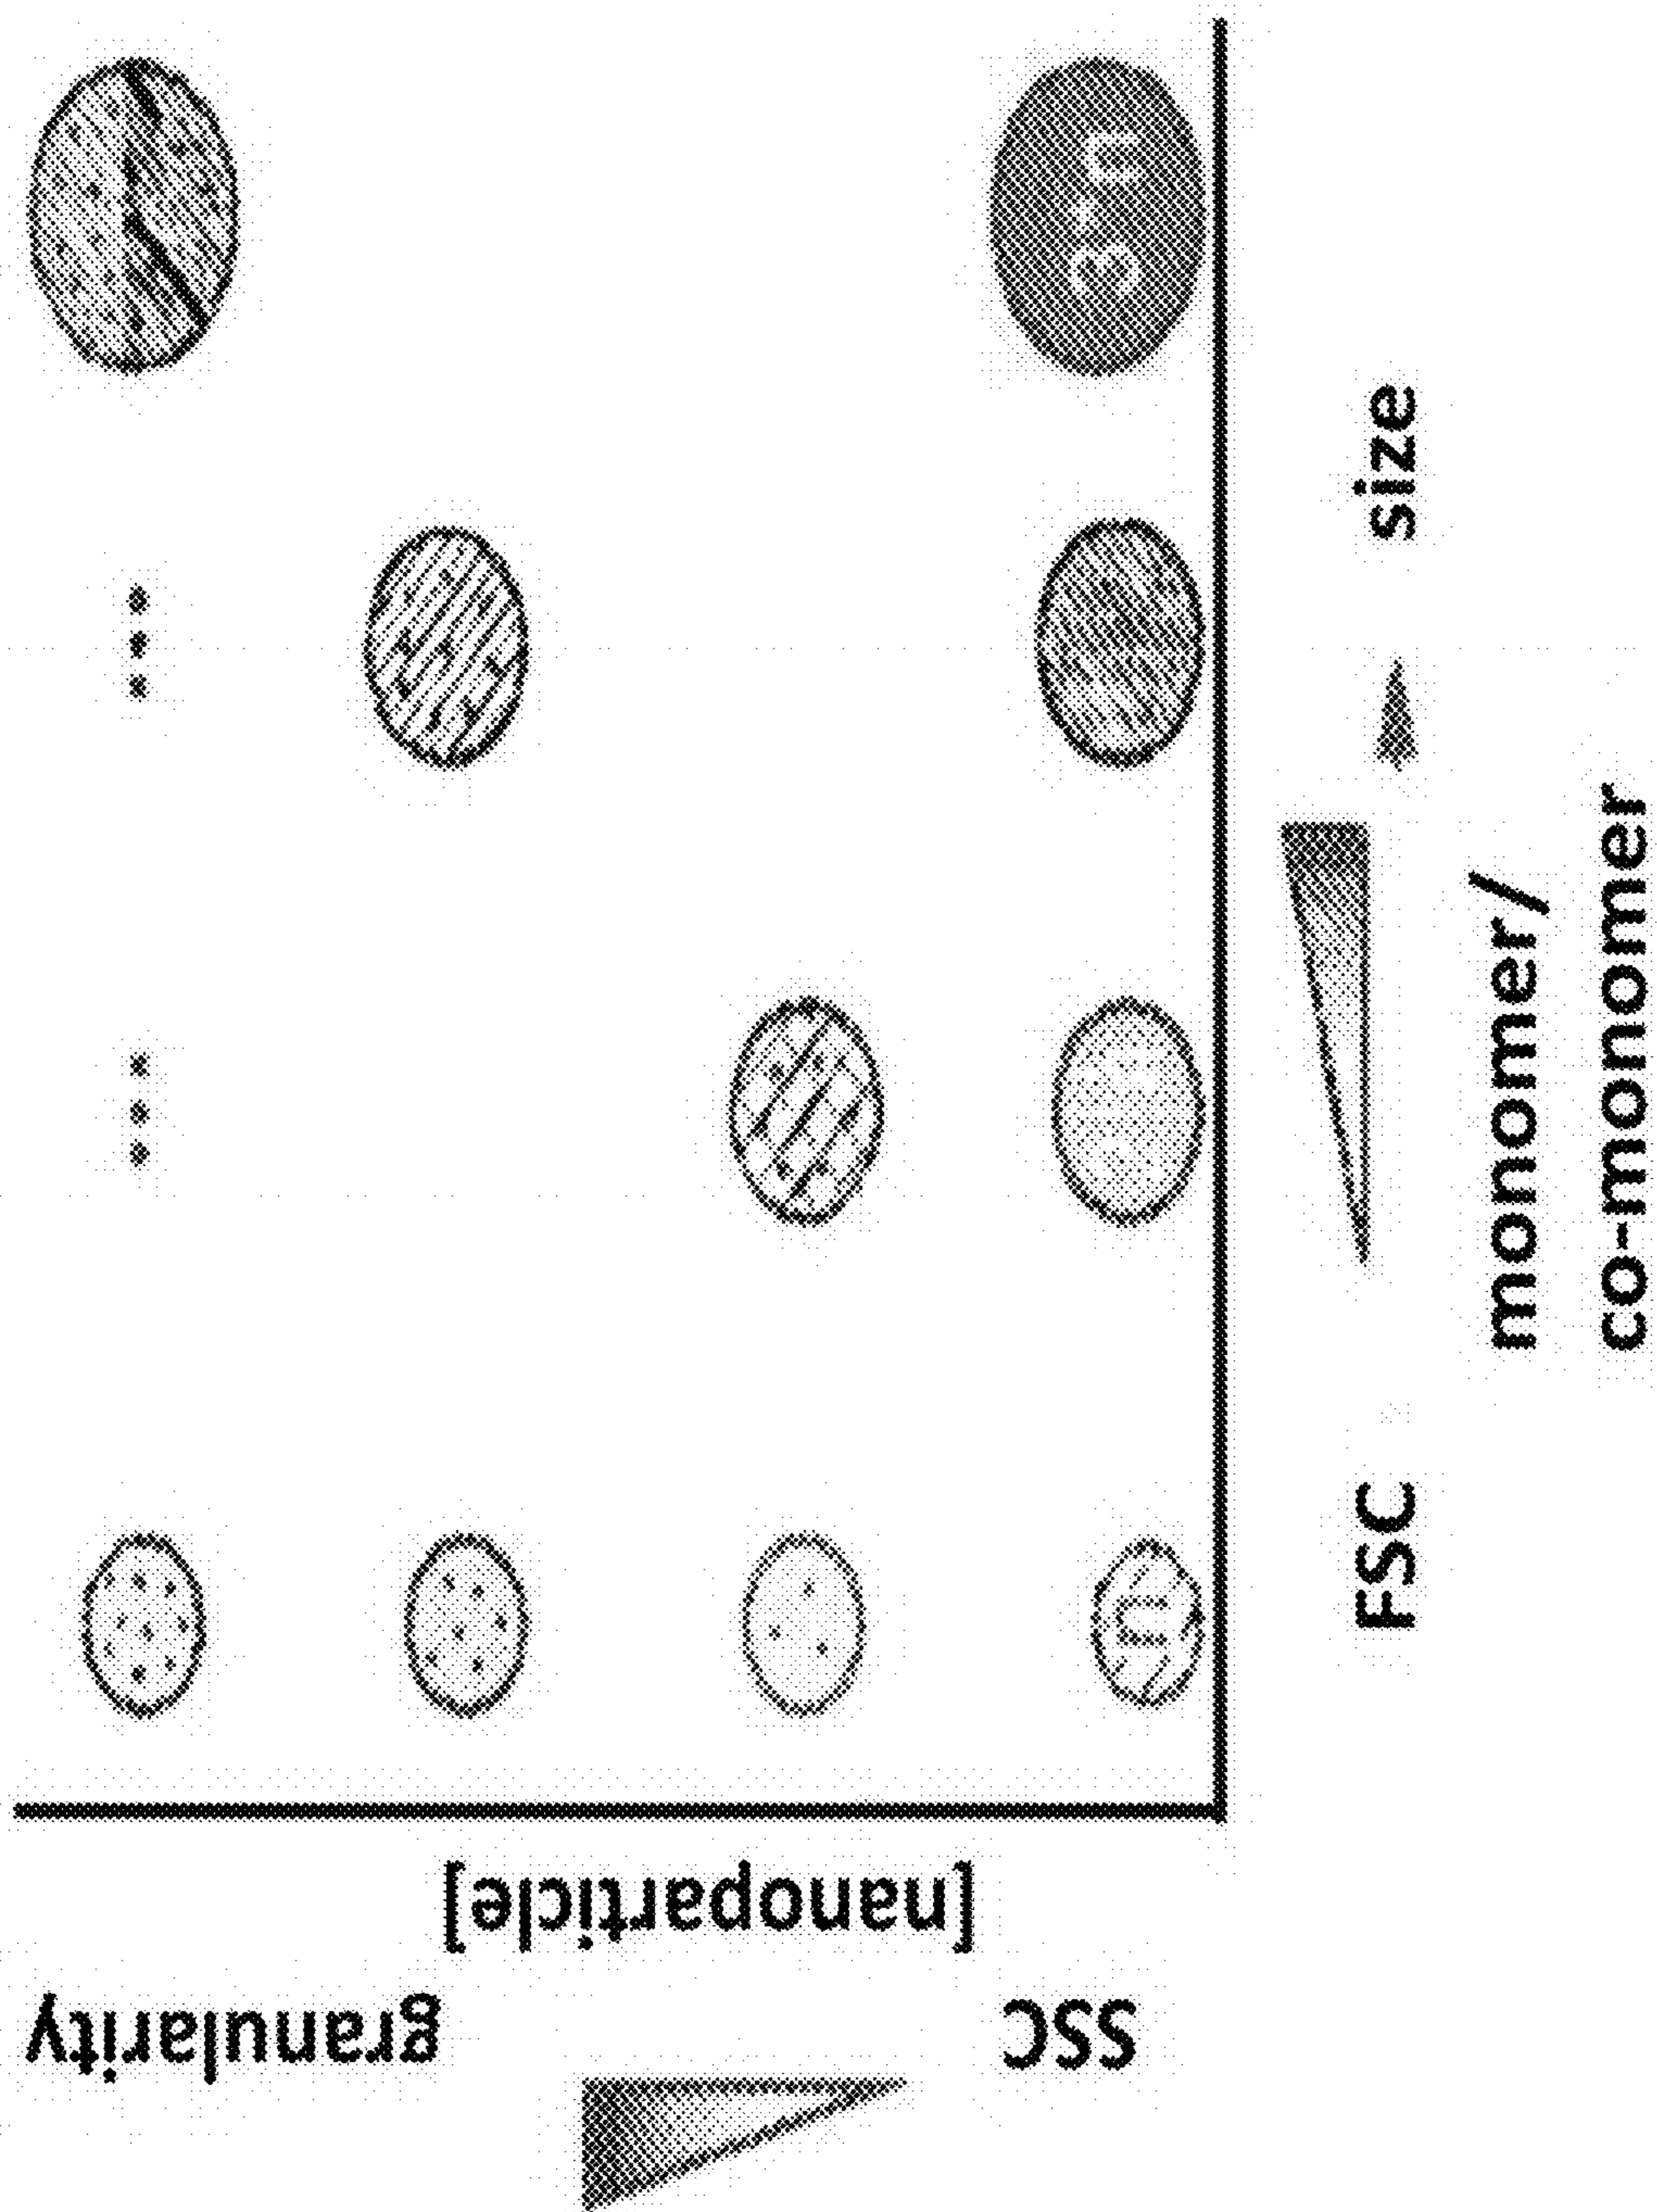 granularity
[nanoparticle]
SSC
n
FSC
size
monomer/
co-monomer